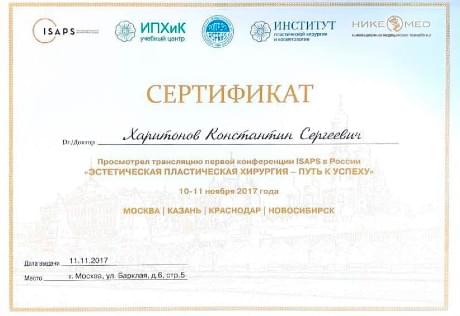 ISAPS
ИПХиК
учебный центр
ИНСТИТУТ
пластической хирургии
и косметологии
НИКЕ МЕD
СЕРТИФИКАТ
Dr./Доктор Харитонов Константин Сергеевич
Просмотрел трансляцию первой конференции ISAPS в России
«ЭСТЕТИЧЕСКАЯ ПЛАСТИЧЕСКАЯ ХИРУРГИЯ – ПУТЬ К УСПЕХУ»
10-11 ноября 2017 года
МОСКВА | КАЗАНЬ | КРАСНОДАР | НОВОСИБИРСК
Дата выдачи 11.11.2017
Место г. Москва, ул. Барклая, д.6, стр.5